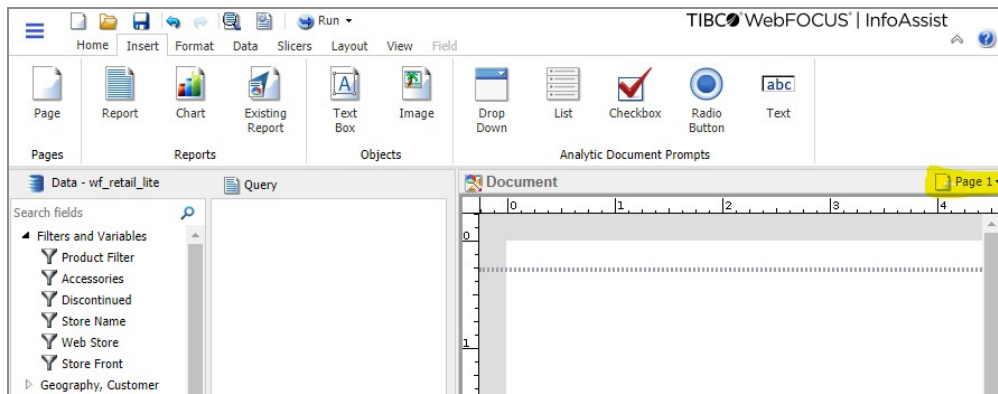 Run
TIBCO WebFOCUS® | InfoAssist
Home Insert Format Data Slicers Layout View Field
Page
Report
Chart
Existing
Report
Text
Box
Image
Drop
Down
List
Checkbox
Radio
Button
abc
Text
Pages
Reports
Objects
Analytic Document Prompts
Data - wf_retail_lite
Query
Document
Page 1
Search fields
0 1 2 3 4
0
1
Filters and Variables
Product Filter
Accessories
Discontinued
Store Name
Web Store
Store Front
Geography, Customer